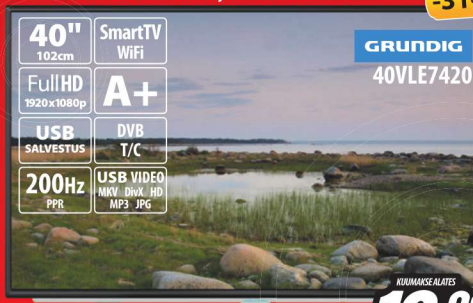 40"
102cm
SmartTV
WiFi
FullHD
1920x1080p
A+
USB
SALVESTUS
DVB
T/C
200Hz
PPR
USB VIDEO
MKV DivX HD
MP3 JPG
GRUNDIG
40VLE7420
KUUMAKSE ALATES